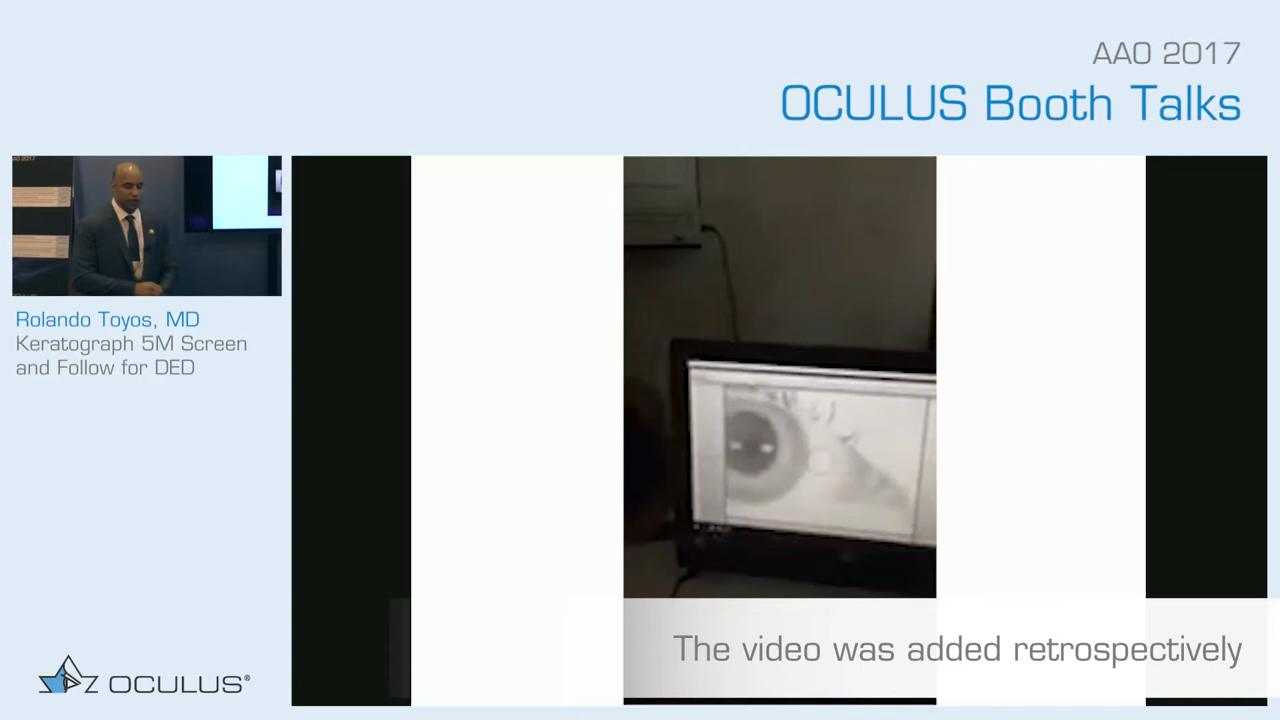 AAO 2017
OCULUS Booth Talks
Rolando Toyos, MD
Keratograph 5M Screen
and Follow for DED
The video was added retrospectively
OCULUS®